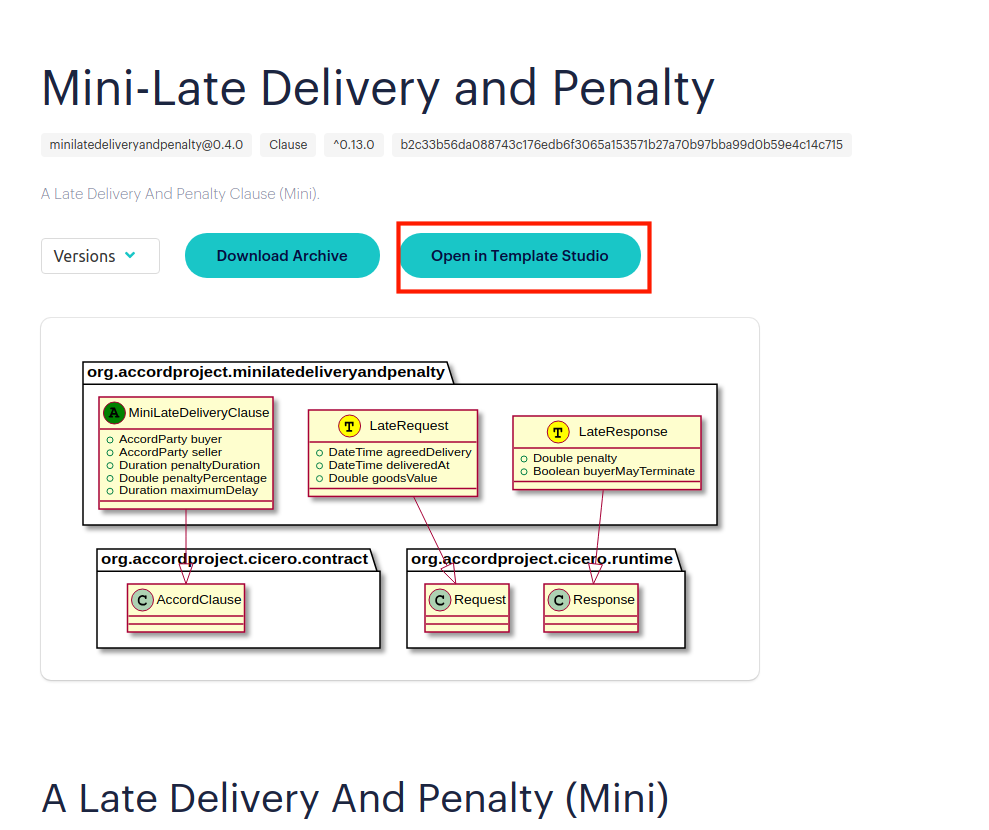 Mini-Late Delivery and Penalty
minilatedeliveryandpenalty@0.4.0 Clause ^0.13.0 b2c33b56da088743c176edb6f3065a153571b27a70b97bba99d0b59e4c14c715
A Late Delivery And Penalty Clause (Mini).
Versions Download Archive Open in Template Studio
org.accordproject.minilatedeliveryandpenalty
A MiniLateDeliveryClause
AccordParty buyer
AccordParty seller
Duration penaltyDuration
Double penaltyPercentage
Duration maximumDelay
T LateRequest
DateTime agreedDelivery
DateTime deliveredAt
Double goodsValue
T LateResponse
Double penalty
Boolean buyerMayTerminate
org.accordproject.cicero.contract
C AccordClause
org.accordproject.cicero.runtime
C Request
C Response
A Late Delivery And Penalty (Mini)